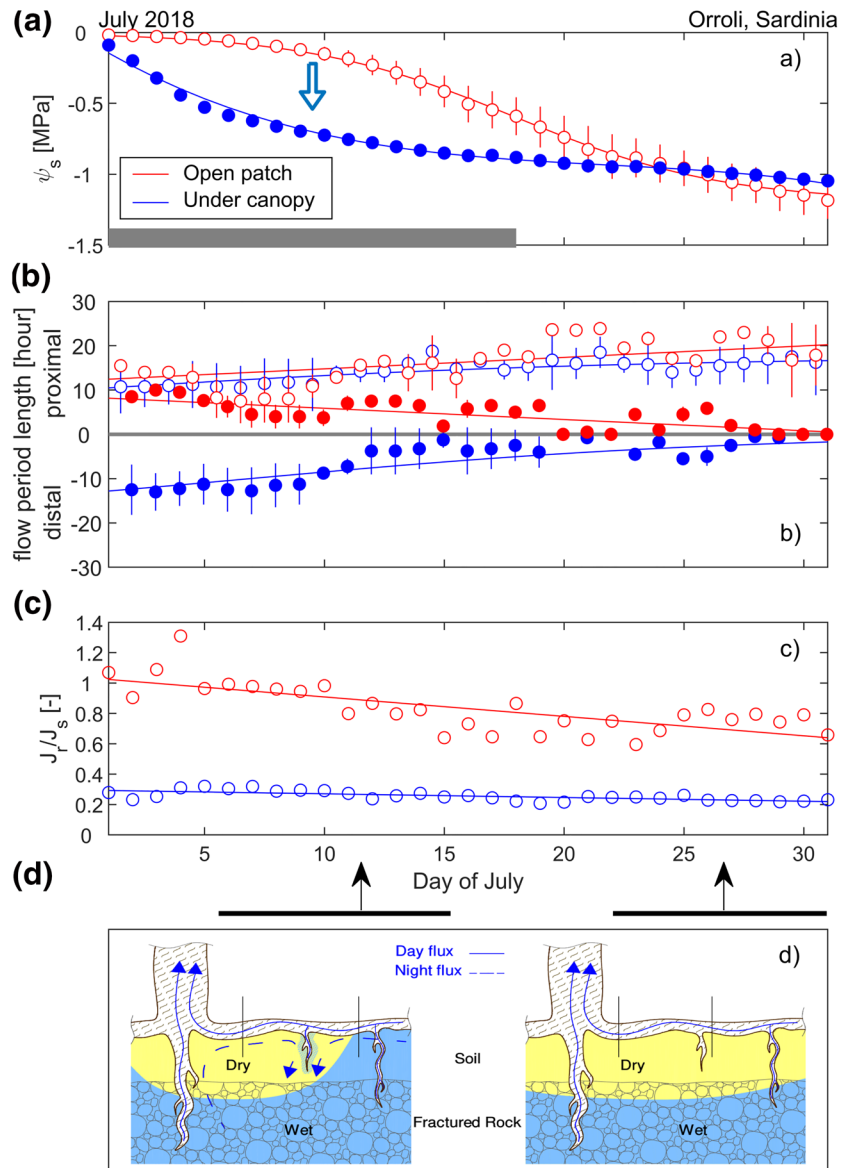 (a)
July 2018
Orroli, Sardinia
a)
0
-0.5
-1
-1.5
ψs [MPa]
Open patch
Under canopy
(b)
30
20
10
0
-10
-20
-30
flow period length [hour]
distal proximal
b)
(c)
1.4
1.2
1
0.8
0.6
0.4
0.2
0
Jr/Js [-]
c)
5 10 15 20 25 30
Day of July
(d)
d)
Day flux
Night flux
Dry
Wet
Soil
Fractured Rock
Dry
Wet